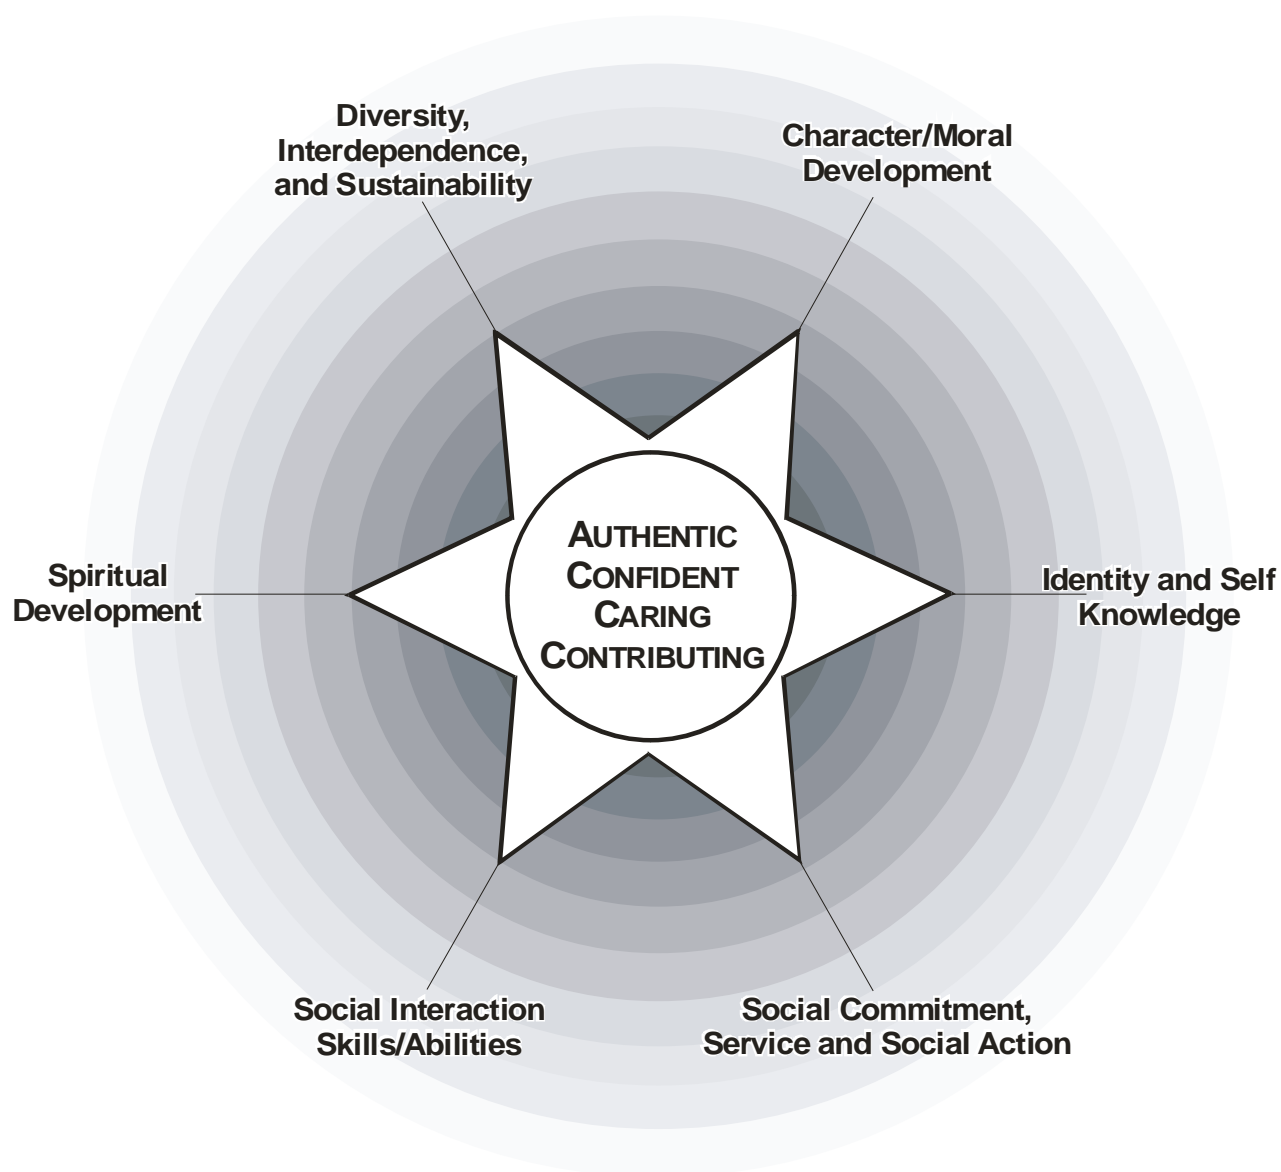 Diversity,
Interdependence,
and Sustainability
Character/Moral
Development
AUTHENTIC
CONFIDENT
CARING
CONTRIBUTING
Spiritual
Development
Identity and Self
Knowledge
Social Interaction
Skills/Abilities
Social Commitment,
Service and Social Action